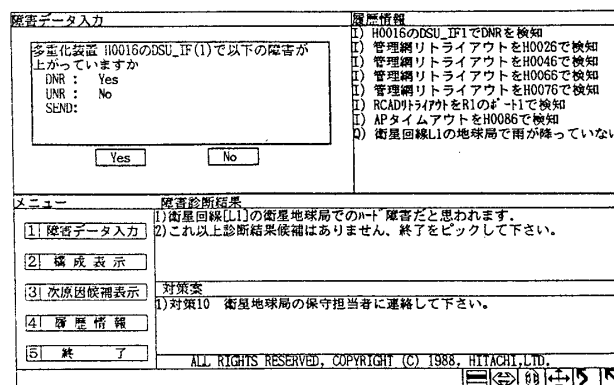 障害データ入力
多重化装置 H0016のDSU_IF(1)で以下の障害が
上がっていますか
DNR : Yes
UNR : No
SEND:
Yes No
履歴情報
I) H0016のDSU_IF1でDNRを検知
I) 管理網リトライアウトをH0026で検知
I) 管理網リトライアウトをH0046で検知
I) 管理網リトライアウトをH0066で検知
I) 管理網リトライアウトをH0076で検知
I) RCADﾘﾄﾗｲｱｳﾄをR1のﾎﾟｰﾄ1で検知
I) APタイムアウトをH0086で検知
Q) 衛星回線L1の地球局で雨が降っていない
メニュー
1 障害データ入力
2 構成表示
3 次原因候補表示
4 履歴情報
5 終了
障害診断結果
1)衛星回線[L1]の衛星地球局でのﾊｰﾄﾞ障害だと思われます.
2)これ以上診断結果候補はありません、終了をピックして下さい.
対策案
1)対策10 衛星地球局の保守担当者に連絡して下さい.
ALL RIGHTS RESERVED, COPYRIGHT (C) 1988, HITACHI,LTD.